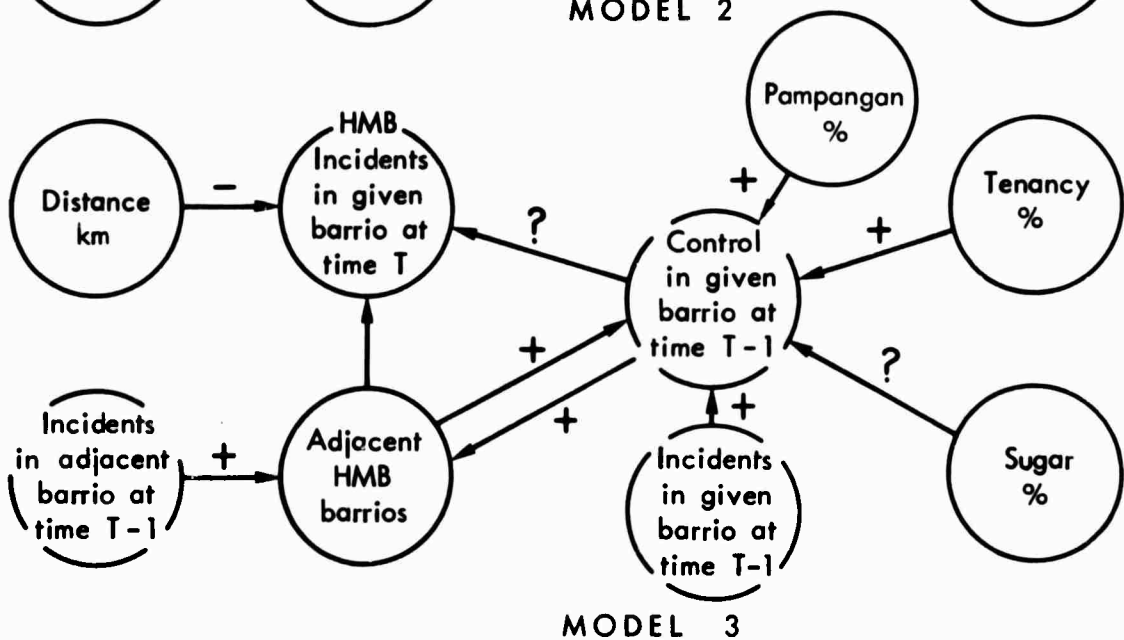 MODEL 2
Pampangan
%
HMB
Incidents
in given
barrio at
time T
Distance
km
-
?
+
Control
in given
barrio at
time T-1
+
Tenancy
%
+
+
?
Incidents
in adjacent
barrio at
time T-1
+
Adjacent
HMB
barrios
+
Incidents
in given
barrio at
time T-1
Sugar
%
MODEL 3